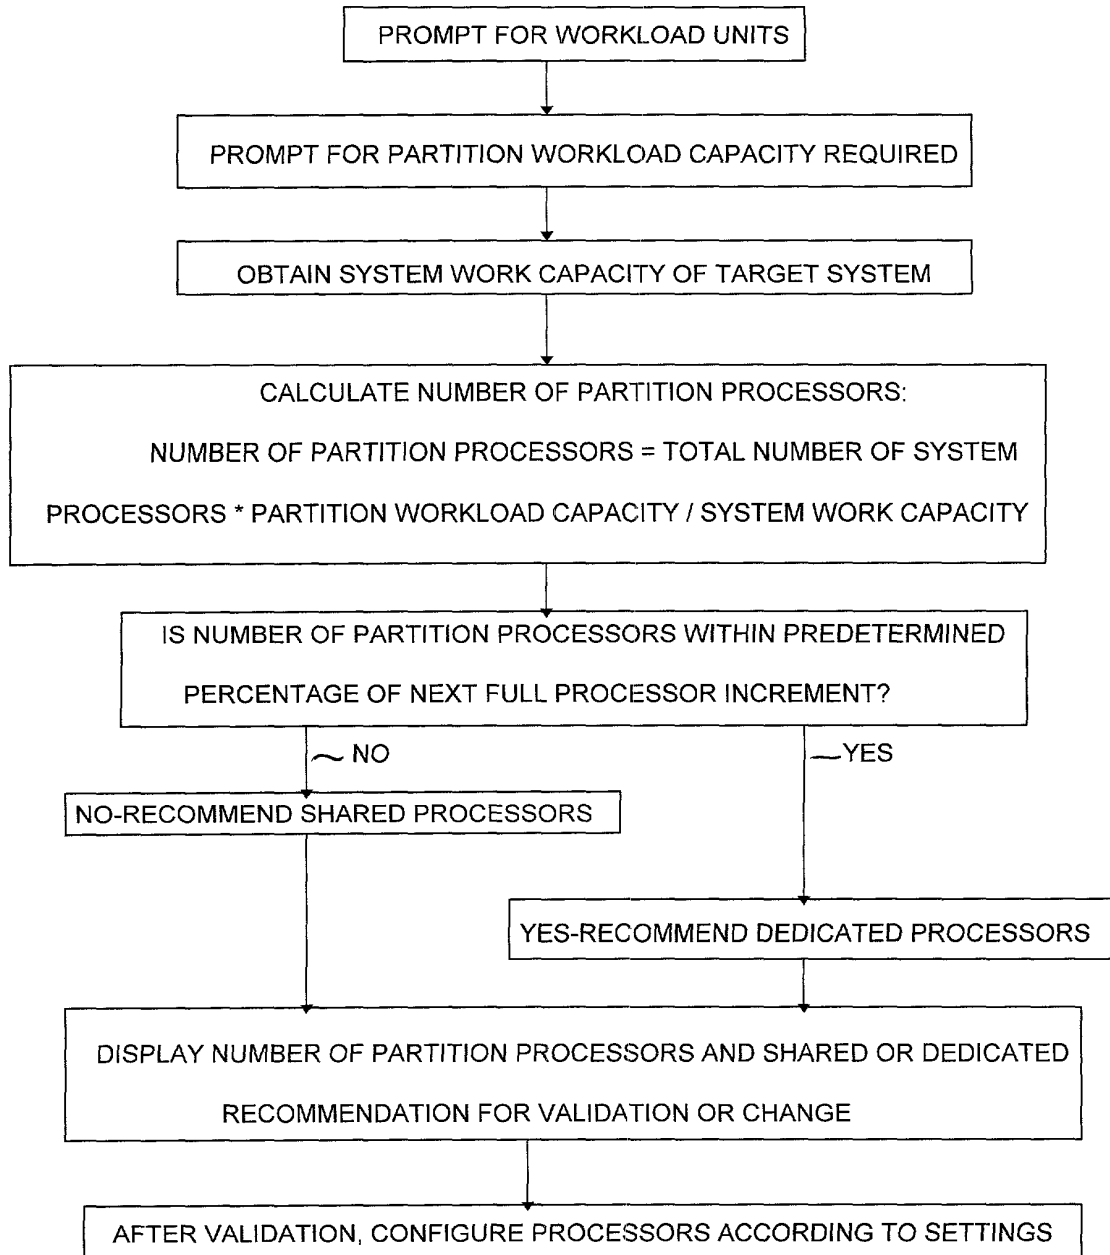 PROMPT FOR WORKLOAD UNITS
PROMPT FOR PARTITION WORKLOAD CAPACITY REQUIRED
OBTAIN SYSTEM WORK CAPACITY OF TARGET SYSTEM
CALCULATE NUMBER OF PARTITION PROCESSORS:
NUMBER OF PARTITION PROCESSORS = TOTAL NUMBER OF SYSTEM
PROCESSORS * PARTITION WORKLOAD CAPACITY / SYSTEM WORK CAPACITY
IS NUMBER OF PARTITION PROCESSORS WITHIN PREDETERMINED
PERCENTAGE OF NEXT FULL PROCESSOR INCREMENT?
NO
YES
NO-RECOMMEND SHARED PROCESSORS
YES-RECOMMEND DEDICATED PROCESSORS
DISPLAY NUMBER OF PARTITION PROCESSORS AND SHARED OR DEDICATED
RECOMMENDATION FOR VALIDATION OR CHANGE
AFTER VALIDATION, CONFIGURE PROCESSORS ACCORDING TO SETTINGS